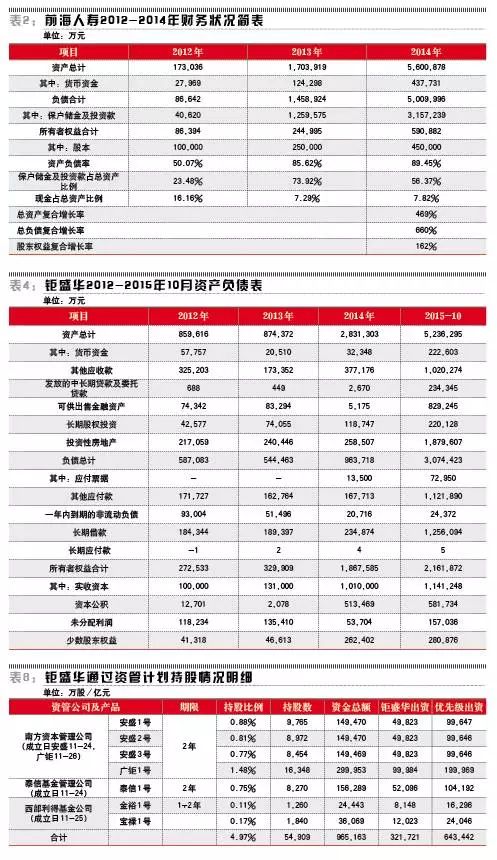 表2：前海人寿2012-2014年财务状况简表
单位：万元
项目 2012年 2013年 2014年
资产总计 173,036 1,703,919 5,600,878
其中：货币资金 27,969 124,298 437,731
负债合计 86,642 1,458,924 5,009,996
其中：保户储金及投资款 40,620 1,259,575 3,157,239
所有者权益合计 86,394 244,995 590,882
其中：股本 100,000 250,000 450,000
资产负债率 50.07% 85.62% 89.45%
保户储金及投资款占总资产
比例 23.48% 73.92% 56.37%
现金占总资产比例 16.16% 7.29% 7.82%
总资产复合增长率 469%
总负债复合增长率 660%
股东权益复合增长率 162%
表4：钜盛华2012-2015年10月资产负债表
单位：万元
项目 2012年 2013年 2014年 2015-10
资产总计 859,616 874,372 2,831,303 5,236,295
其中：货币资金 57,757 20,510 32,348 222,603
其他应收款 325,203 173,352 377,176 1,020,274
发放的中长期贷款及委托
贷款 688 449 2,670 234,345
可供出售金融资产 74,342 83,294 5,175 829,245
长期股权投资 42,577 74,055 118,747 220,128
投资性房地产 217,059 240,446 258,507 1,879,607
负债总计 587,083 544,463 963,718 3,074,423
其中：应付票据 － － 13,500 72,950
其他应付款 171,727 162,764 167,713 1,121,890
一年内到期的非流动负债 93,004 51,496 20,716 24,372
长期借款 184,344 189,397 234,874 1,256,094
长期应付款 -1 2 4 5
所有者权益合计 272,533 329,909 1,867,585 2,161,872
其中：实收资本 100,000 131,000 1,010,000 1,141,248
资本公积 12,701 2,078 513,469 581,734
未分配利润 118,234 135,410 53,704 157,036
少数股东权益 41,318 46,613 262,402 280,876
表8：钜盛华通过资管计划持股情况明细
单位：万股/亿元
资管公司及产品 期限 持股比例 持股数 资金总额 钜盛华出资 优先级出资
南方资本管理公司
（成立日安盛11-24,
广钜11-26）
2年
安盛1号 0.88% 9,765 149,470 49,823 99,647
安盛2号 0.81% 8,972 149,470 49,823 99,646
安盛3号 0.77% 8,454 149,469 49,823 99,646
广钜1号 1.48% 16,348 299,953 99,984 199,969
泰信基金管理公司
（成立日11-24）
泰信1号 2年 0.75% 8,270 156,289 52,096 104,192
西部利得基金公司
（成立日11-25）
金裕1号 1-2年 0.11% 1,260 24,443 8,148 16,296
宝禄1号 0.17% 1,840 36,069 12,023 24,046
合计 4.97% 54,909 965,163 321,721 643,442